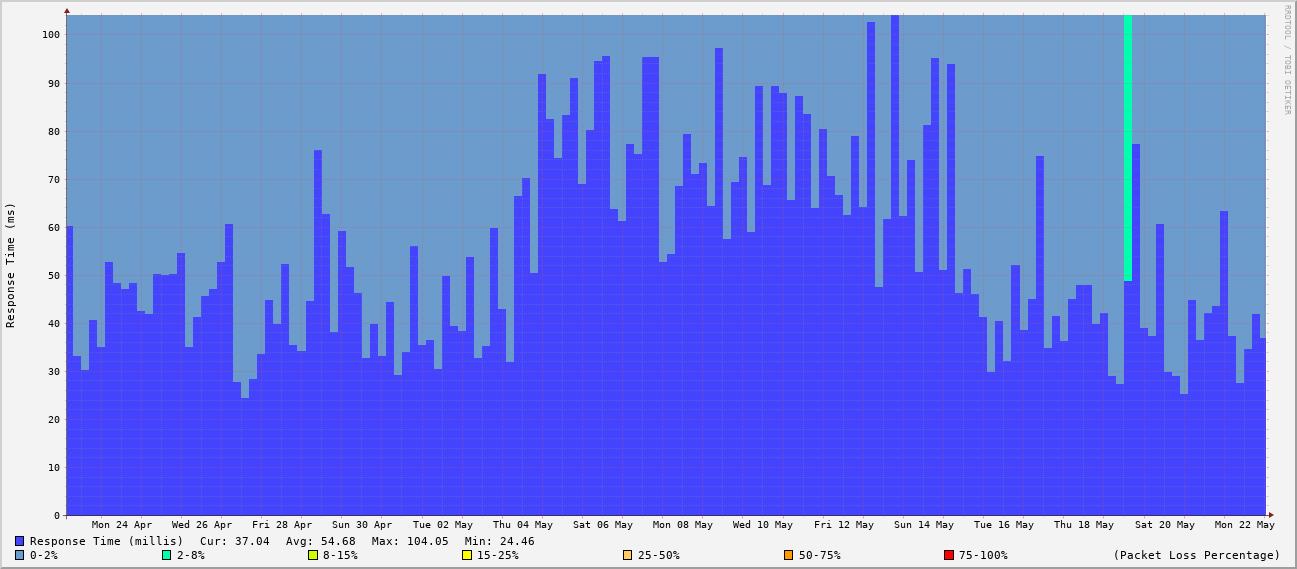 RRDTOOL / TOBI OETIKER
Response Time (ms)
100
90
80
70
60
50
40
30
20
10
0
Mon 24 Apr Wed 26 Apr Fri 28 Apr Sun 30 Apr Tue 02 May Thu 04 May Sat 06 May Mon 08 May Wed 10 May Fri 12 May Sun 14 May Tue 16 May Thu 18 May Sat 20 May Mon 22 May
Response Time (millis) Cur: 37.04 Avg: 54.68 Max: 104.05 Min: 24.46
0-2% 2-8% 8-15% 15-25% 25-50% 50-75% 75-100% (Packet Loss Percentage)